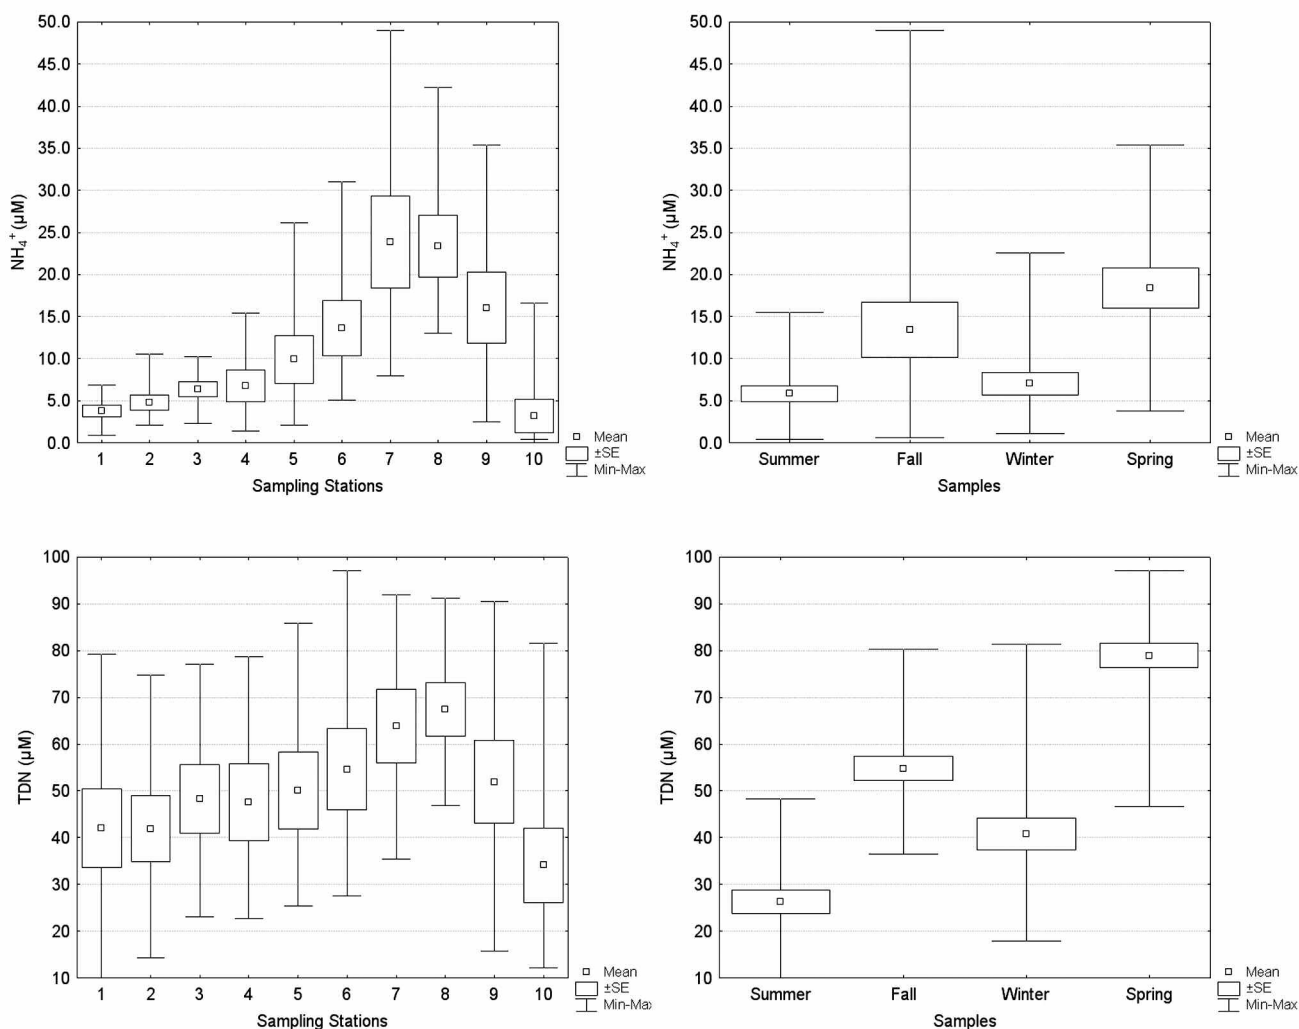 50.0
45.0
40.0
35.0
30.0
25.0
20.0
15.0
10.0
5.0
0.0
NH₄⁺ (µM)
1 2 3 4 5 6 7 8 9 10
Sampling Stations
Mean
±SE
Min-Max
50.0
45.0
40.0
35.0
30.0
25.0
20.0
15.0
10.0
5.0
0.0
NH₄⁺ (µM)
Summer Fall Winter Spring
Samples
Mean
±SE
Min-Max
100
90
80
70
60
50
40
30
20
10
TDN (µM)
1 2 3 4 5 6 7 8 9 10
Sampling Stations
Mean
±SE
Min-Max
100
90
80
70
60
50
40
30
20
10
TDN (µM)
Summer Fall Winter Spring
Samples
Mean
±SE
Min-Max